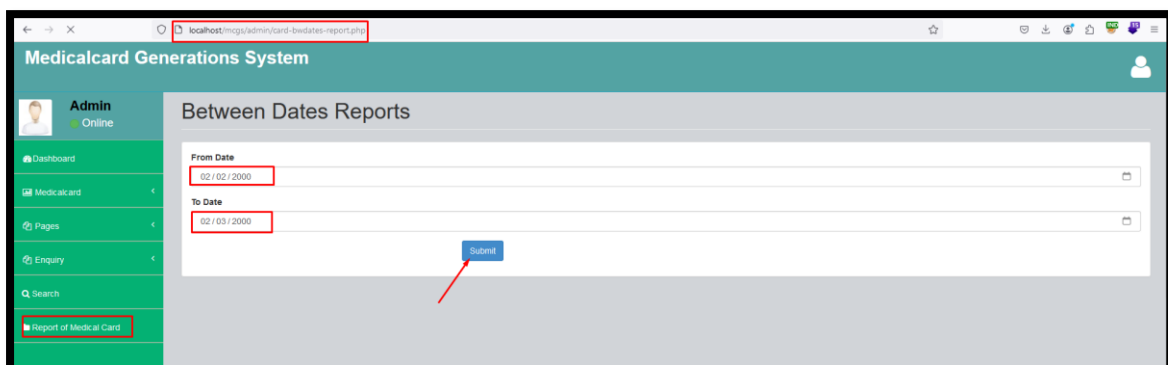 localhost/mcgs/admin/card-bwdates-report.php
Medicalcard Generations System
Admin
Online
Between Dates Reports
Dashboard
Medicalcard
Pages
Enquiry
Search
Report of Medical Card
From Date
02/02/2000
To Date
02/03/2000
Submit